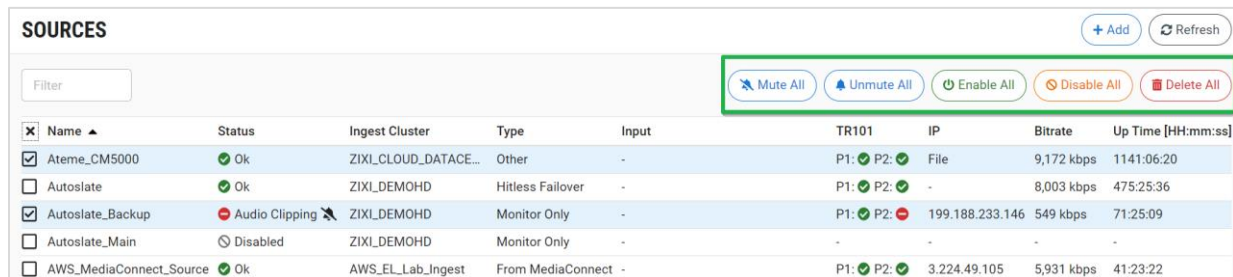 SOURCES + Add Refresh
Filter Mute All Unmute All Enable All Disable All Delete All
Name Status Ingest Cluster Type Input TR101 IP Bitrate Up Time [HH:mm:ss]
Ateme_CM5000 Ok ZIXI_CLOUD_DATACE... Other - P1: P2: File 9,172 kbps 1141:06:20
Autoslate Ok ZIXI_DEMOHD Hitless Failover - P1: P2: - 8,003 kbps 475:25:36
Autoslate_Backup Audio Clipping ZIXI_DEMOHD Monitor Only - P1: P2: 199.188.233.146 549 kbps 71:25:09
Autoslate_Main Disabled ZIXI_DEMOHD Monitor Only - - - - -
AWS_MediaConnect_Source Ok AWS_EL_Lab_Ingest From MediaConnect - P1: P2: 3.224.49.105 5,931 kbps 41:23:22